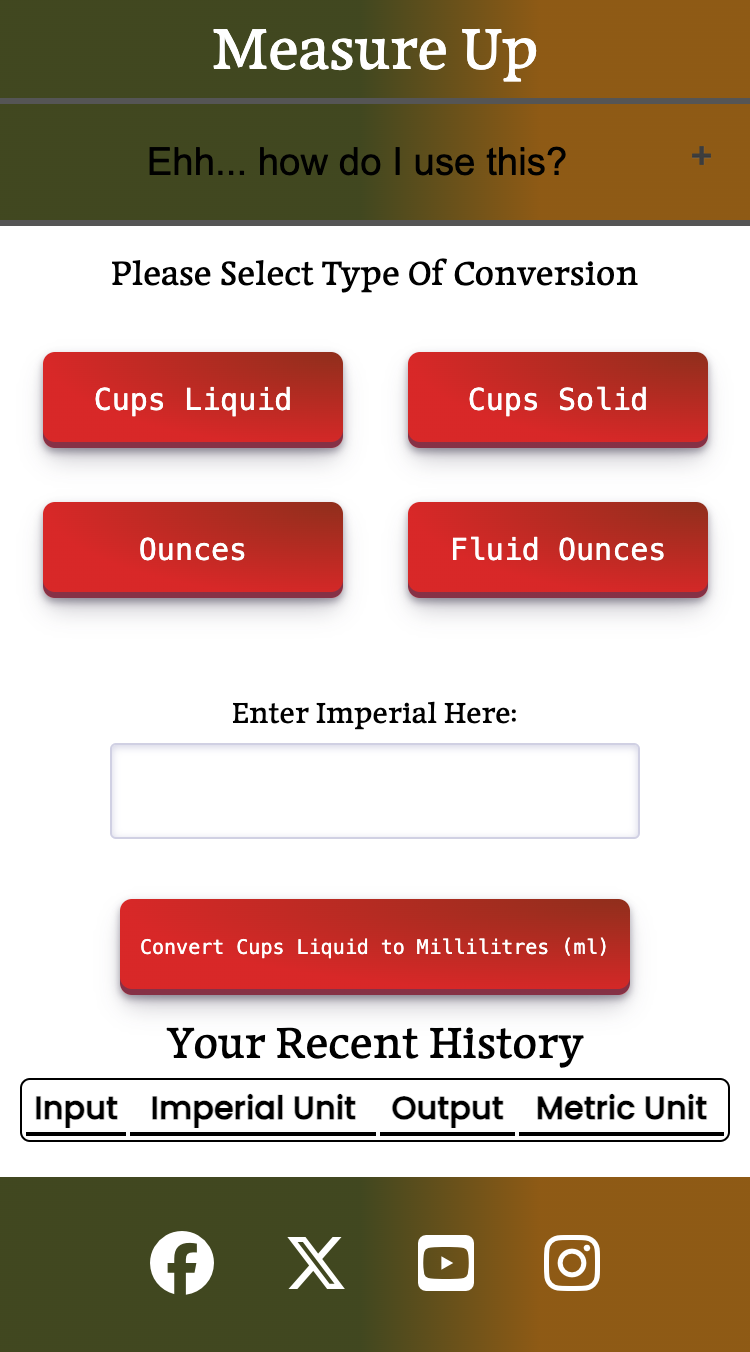 Measure Up
Ehh... how do I use this? +
Please Select Type Of Conversion
Cups Liquid Cups Solid
Ounces Fluid Ounces
Enter Imperial Here:
Convert Cups Liquid to Millilitres (ml)
Your Recent History
Input Imperial Unit Output Metric Unit